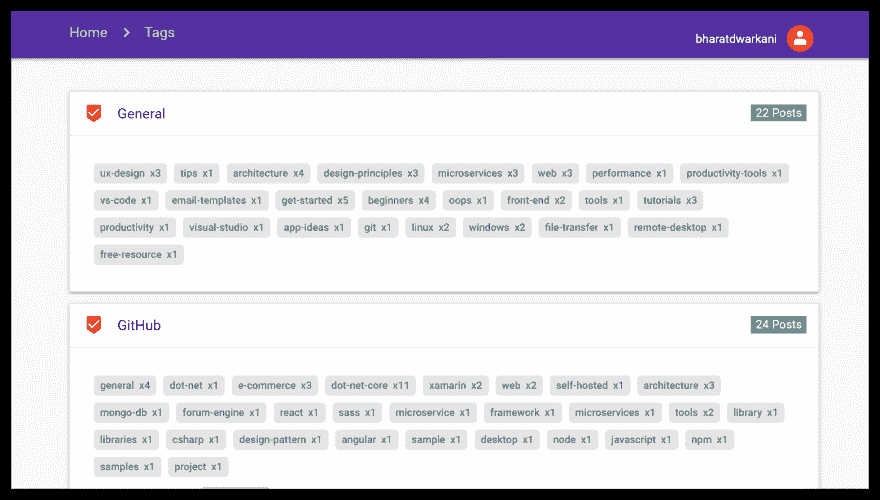 Home > Tags
bharatdwarkani
General
22 Posts
ux-design x3 tips x1 architecture x4 design-principles x3 microservices x3 web x3 performance x1 productivity-tools x1
vs-code x1 email-templates x1 get-started x5 beginners x4 oops x1 front-end x2 tools x1 tutorials x3
productivity x1 visual-studio x1 app-ideas x1 git x1 linux x2 windows x2 file-transfer x1 remote-desktop x1
free-resource x1
GitHub
24 Posts
general x4 dot-net x1 e-commerce x3 dot-net-core x11 xamarin x2 web x2 self-hosted x1 architecture x3
mongo-db x1 forum-engine x1 react x1 sass x1 microservice x1 framework x1 microservices x1 tools x2 library x1
libraries x1 csharp x1 design-pattern x1 angular x1 sample x1 desktop x1 node x1 javascript x1 npm x1
samples x1 project x1